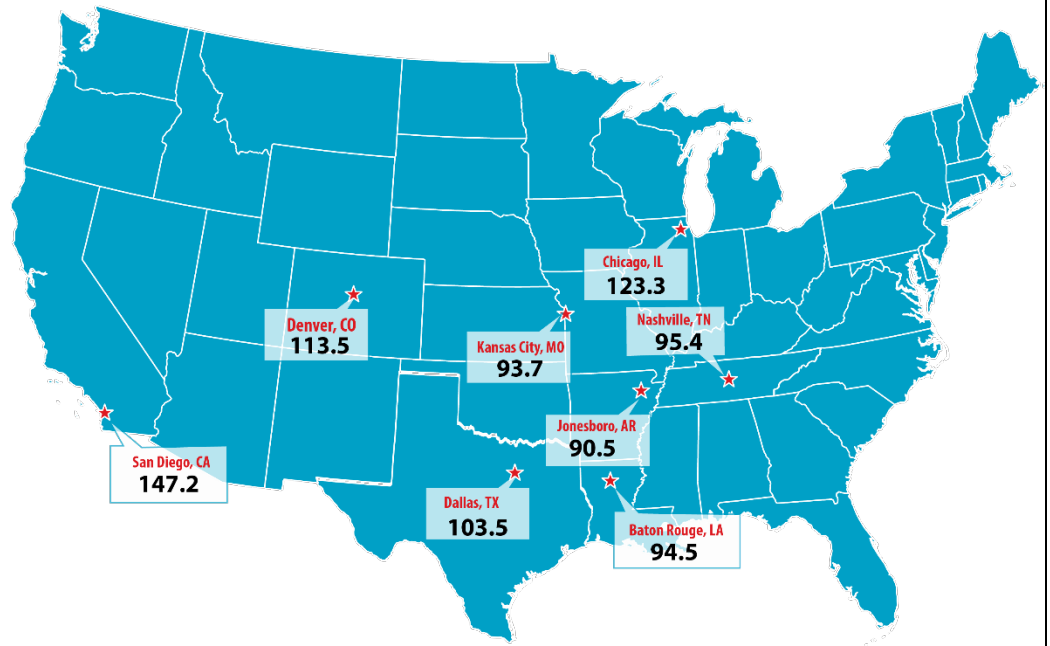 Chicago, IL
123.3
Denver, CO
113.5
Nashville, TN
95.4
Kansas City, MO
93.7
Jonesboro, AR
90.5
San Diego, CA
147.2
Dallas, TX
103.5
Baton Rouge, LA
94.5